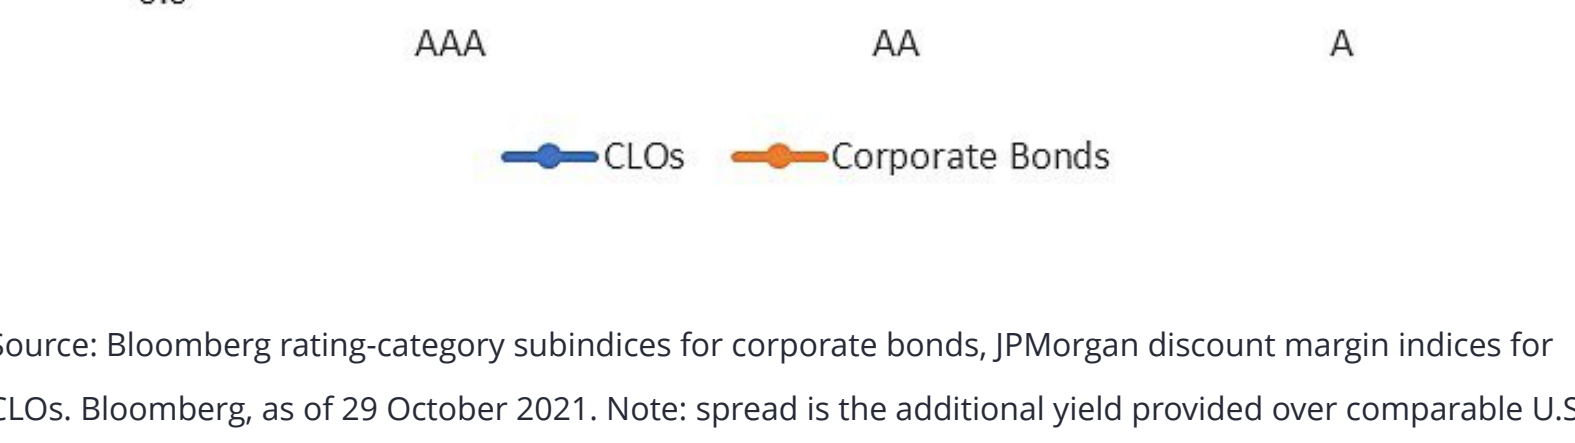 AAA AA A
CLOs Corporate Bonds
Source: Bloomberg rating-category subindices for corporate bonds, JPMorgan discount margin indices for
CLOs. Bloomberg, as of 29 October 2021. Note: spread is the additional yield provided over comparable U.S